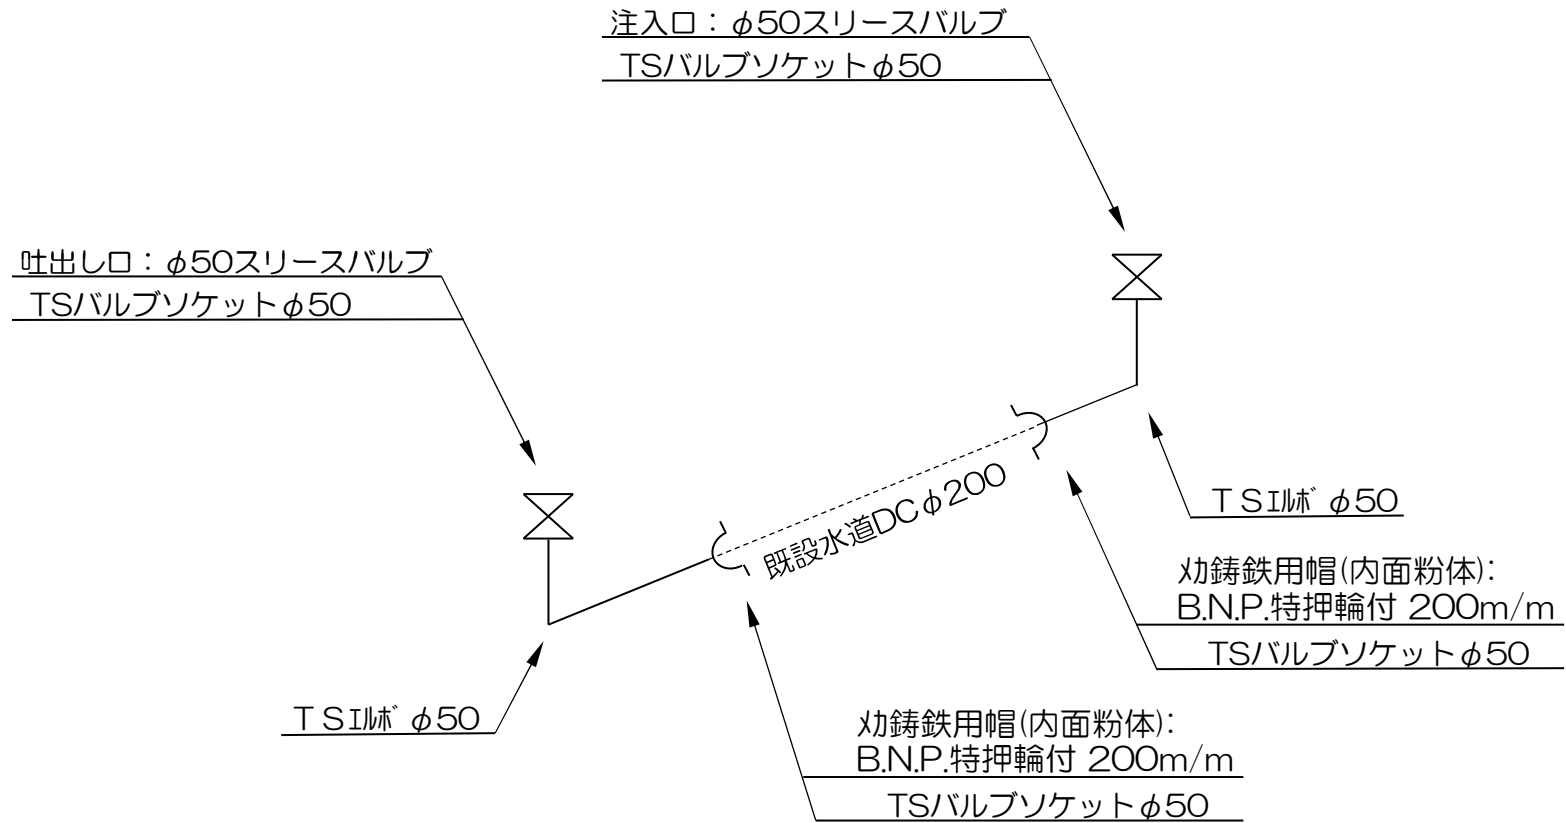 注入口：φ50スリースバルブ
TSバルブソケットφ50
吐出し口：φ50スリースバルブ
TSバルブソケットφ50
既設水道DCφ200
ＴＳｴﾙﾎﾞ φ50
ﾒｶ鋳鉄用帽(内面粉体):
B.N.P.特押輪付 200m/m
TSバルブソケットφ50
ＴＳｴﾙﾎﾞ φ50
ﾒｶ鋳鉄用帽(内面粉体):
B.N.P.特押輪付 200m/m
TSバルブソケットφ50